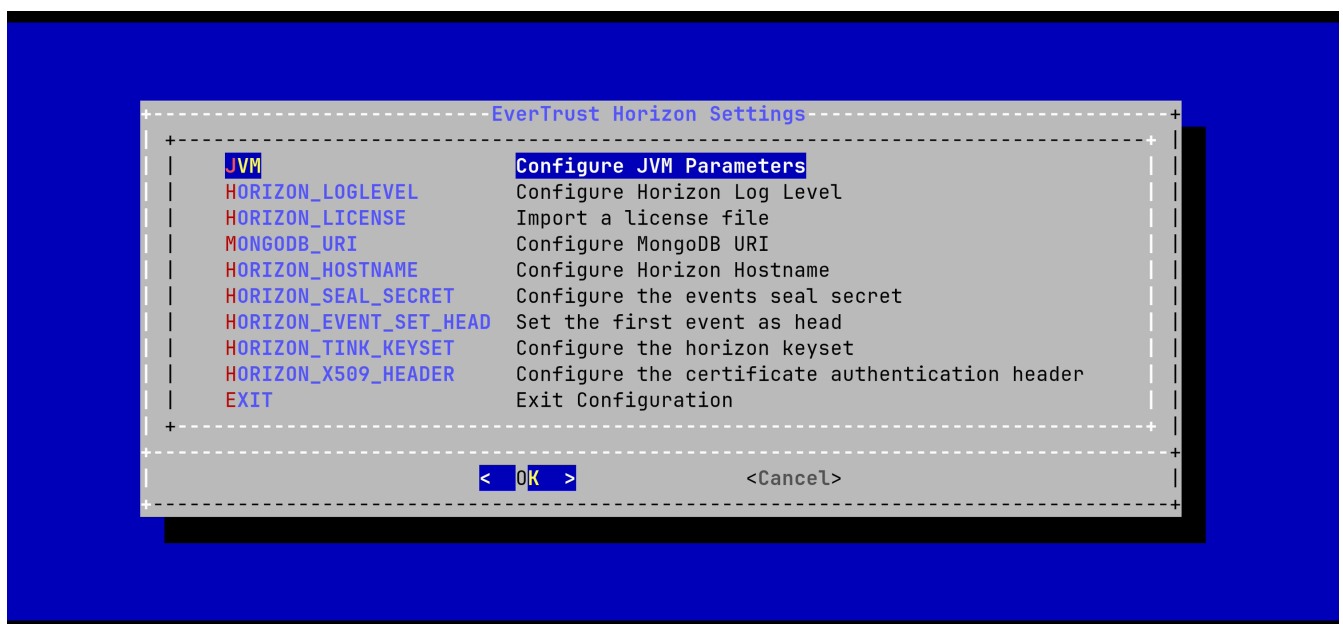 EverTrust Horizon Settings
JVM Configure JVM Parameters
HORIZON_LOGLEVEL Configure Horizon Log Level
HORIZON_LICENSE Import a license file
MONGODB_URI Configure MongoDB URI
HORIZON_HOSTNAME Configure Horizon Hostname
HORIZON_SEAL_SECRET Configure the events seal secret
HORIZON_EVENT_SET_HEAD Set the first event as head
HORIZON_TINK_KEYSET Configure the horizon keyset
HORIZON_X509_HEADER Configure the certificate authentication header
EXIT Exit Configuration
< OK > <Cancel>